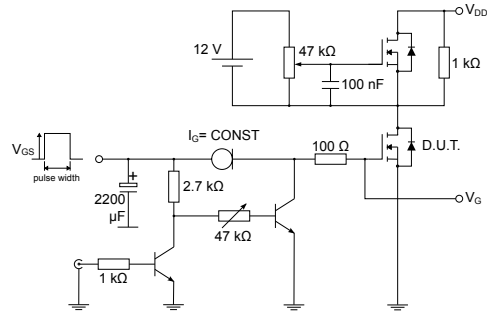 V_DD
12 V
47 kΩ
1 kΩ
100 nF
I_G= CONST
100 Ω
D.U.T.
V_GS
pulse width
+
2.7 kΩ
2200
μF
47 kΩ
V_G
1 kΩ